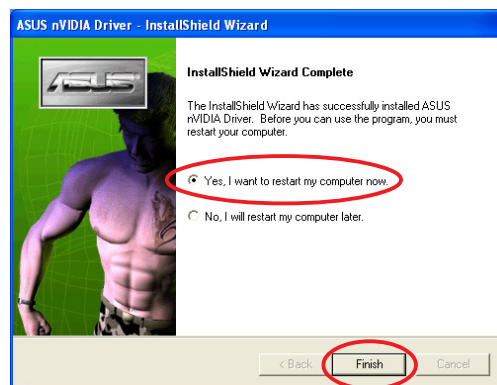 ASUS nVIDIA Driver - InstallShield Wizard
ASUS
InstallShield Wizard Complete
The InstallShield Wizard has successfully installed ASUS
nVIDIA Driver. Before you can use the program, you must
restart your computer.
Yes, I want to restart my computer now.
No, I will restart my computer later.
< Back
Finish
Cancel